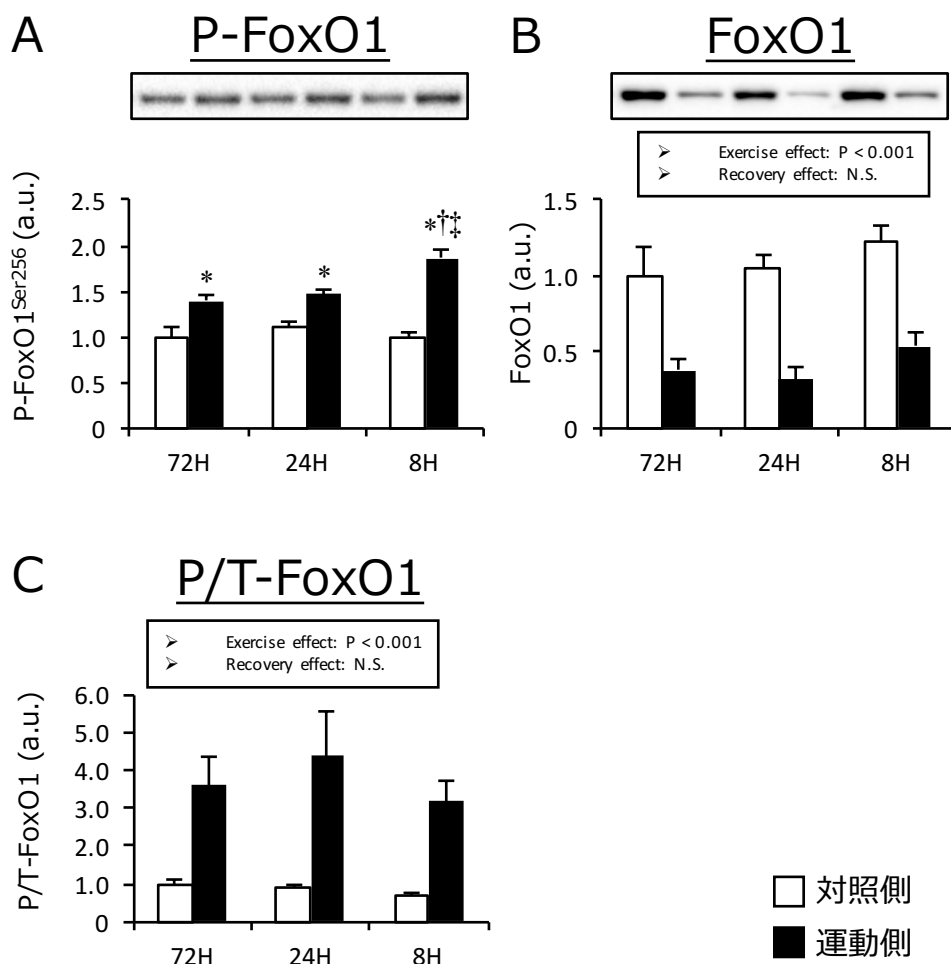 A
P-FoxO1
P-FoxO1Ser256 (a.u.)
2.5
2.0
1.5
1.0
0.5
0
*
*
*†‡
72H
24H
8H
B
FoxO1
➢ Exercise effect: P < 0.001
➢ Recovery effect: N.S.
FoxO1 (a.u.)
1.5
1.0
0.5
0
72H
24H
8H
C
P/T-FoxO1
➢ Exercise effect: P < 0.001
➢ Recovery effect: N.S.
P/T-FoxO1 (a.u.)
6.0
5.0
4.0
3.0
2.0
1.0
0
72H
24H
8H
対照側
運動側